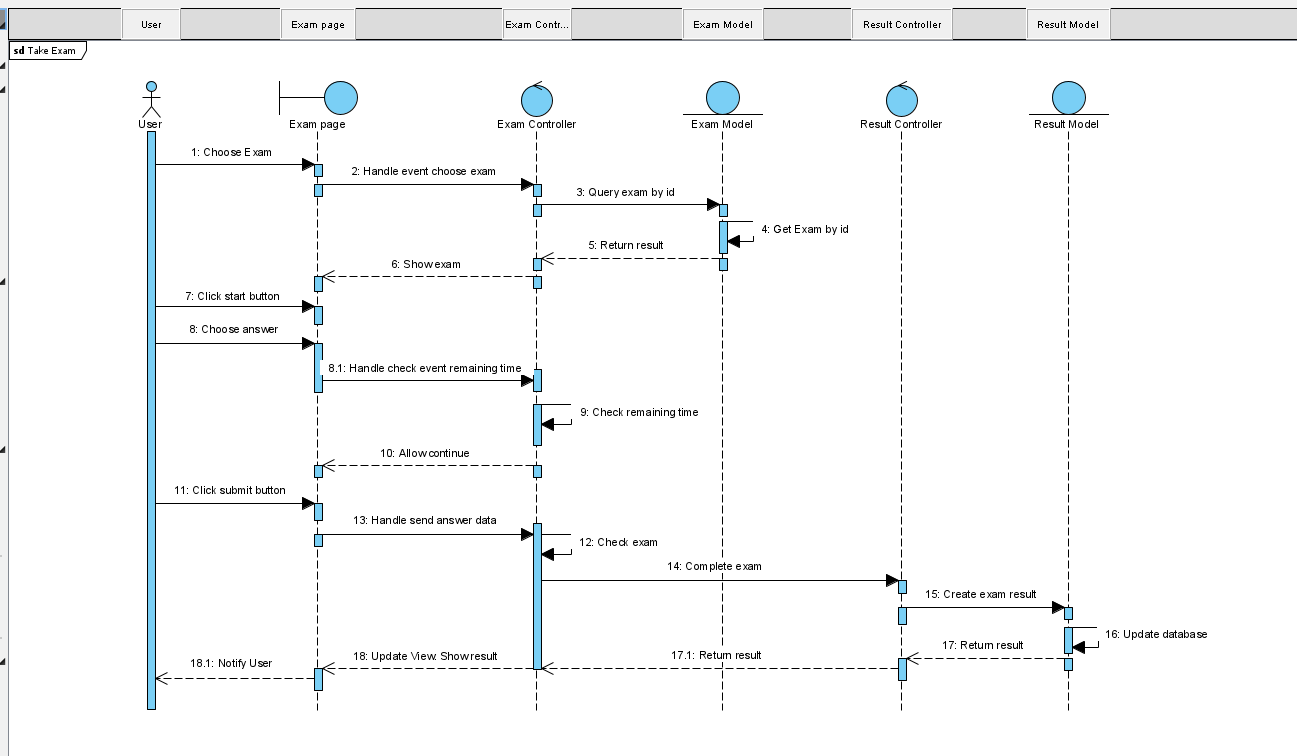 User
Exam page
Exam Contr...
Exam Model
Result Controller
Result Model
sd Take Exam
User
Exam page
Exam Controller
Exam Model
Result Controller
Result Model
1: Choose Exam
2: Handle event choose exam
3: Query exam by id
4: Get Exam by id
5: Return result
6: Show exam
7: Click start button
8: Choose answer
8.1: Handle check event remaining time
9: Check remaining time
10: Allow continue
11: Click submit button
13: Handle send answer data
12: Check exam
14: Complete exam
15: Create exam result
16: Update database
17: Return result
17.1: Return result
18: Update View. Show result
18.1: Notify User